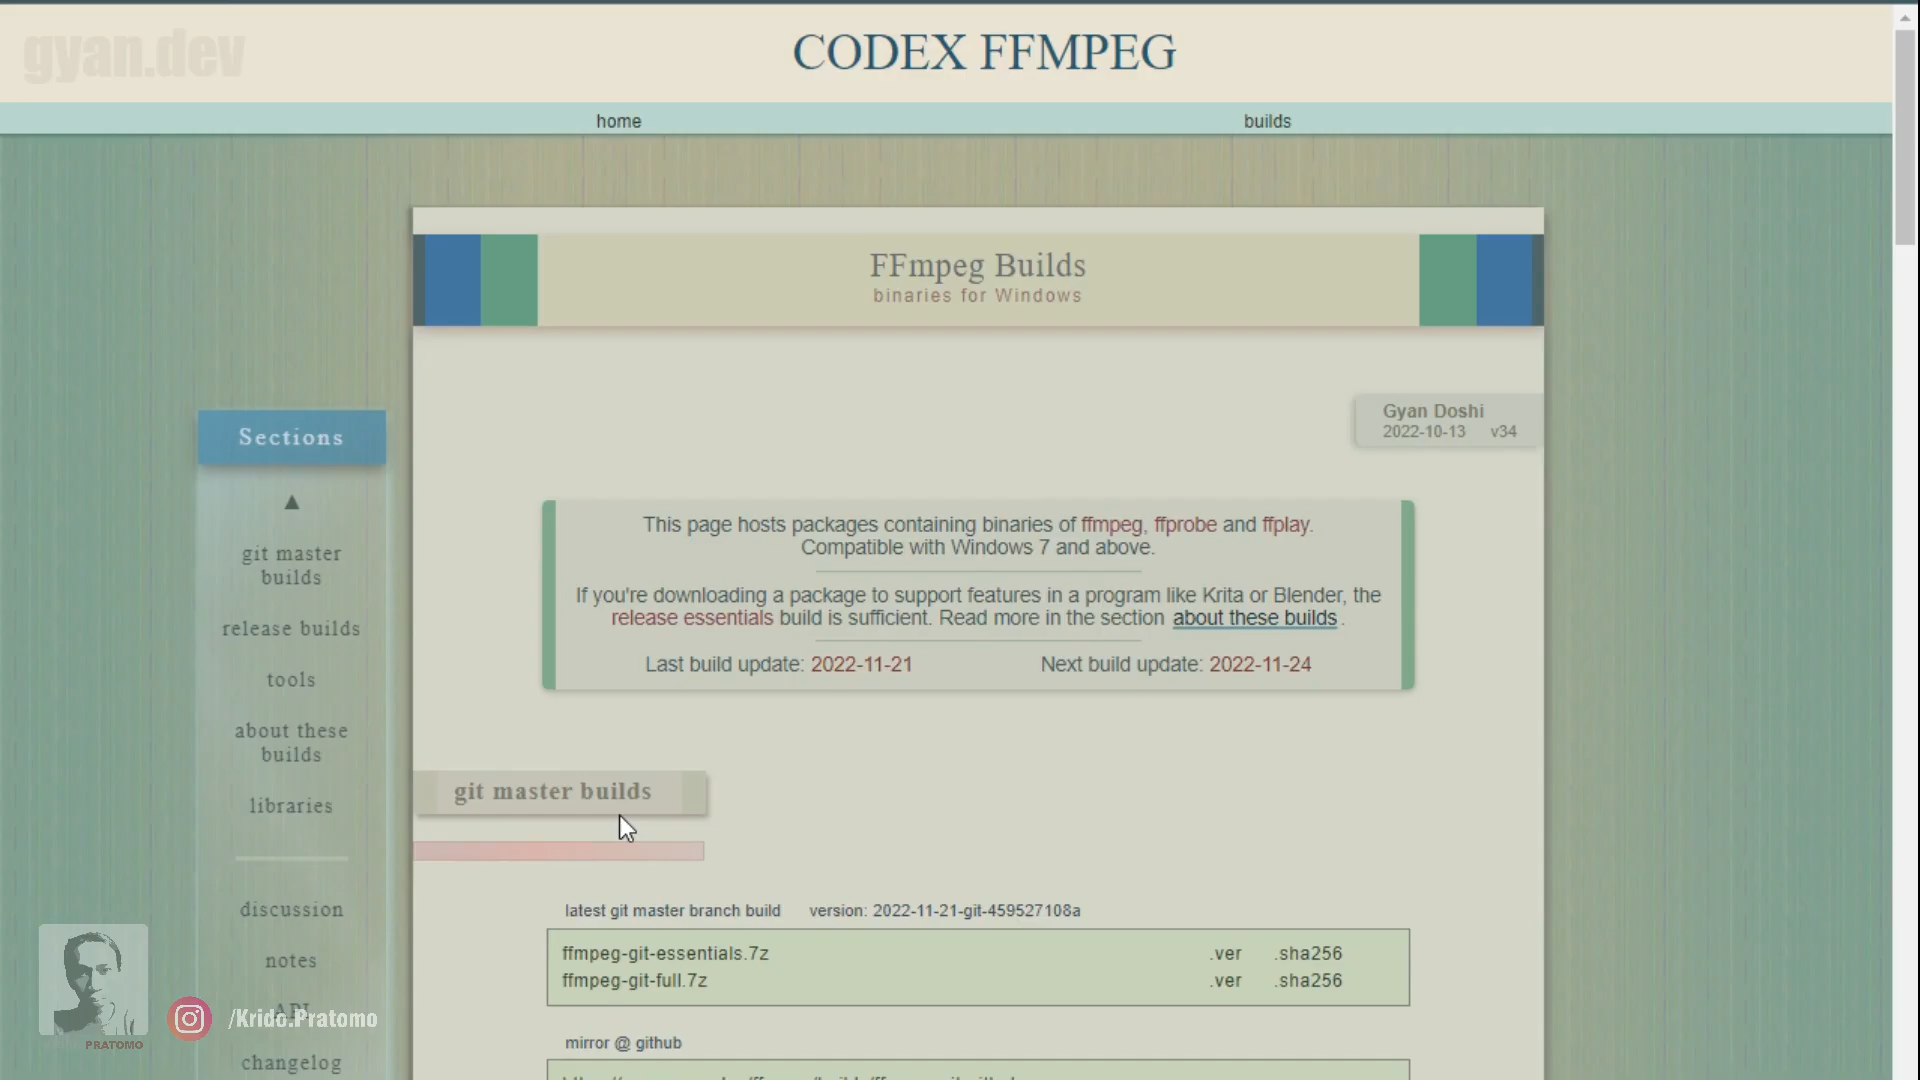 gyan.dev
CODEX FFMPEG
home builds
FFmpeg Builds
binaries for Windows
Gyan Doshi
2022-10-13 v34
Sections
▲
git master
builds
release builds
tools
about these
builds
libraries
discussion
notes
API
changelog
This page hosts packages containing binaries of ffmpeg, ffprobe and ffplay.
Compatible with Windows 7 and above.
If you're downloading a package to support features in a program like Krita or Blender, the
release essentials build is sufficient. Read more in the section about these builds .
Last build update: 2022-11-21 Next build update: 2022-11-24
git master builds
latest git master branch build version: 2022-11-21-git-459527108a
ffmpeg-git-essentials.7z .ver .sha256
ffmpeg-git-full.7z .ver .sha256
mirror @ github
PRATOMO
/Krido.Pratomo